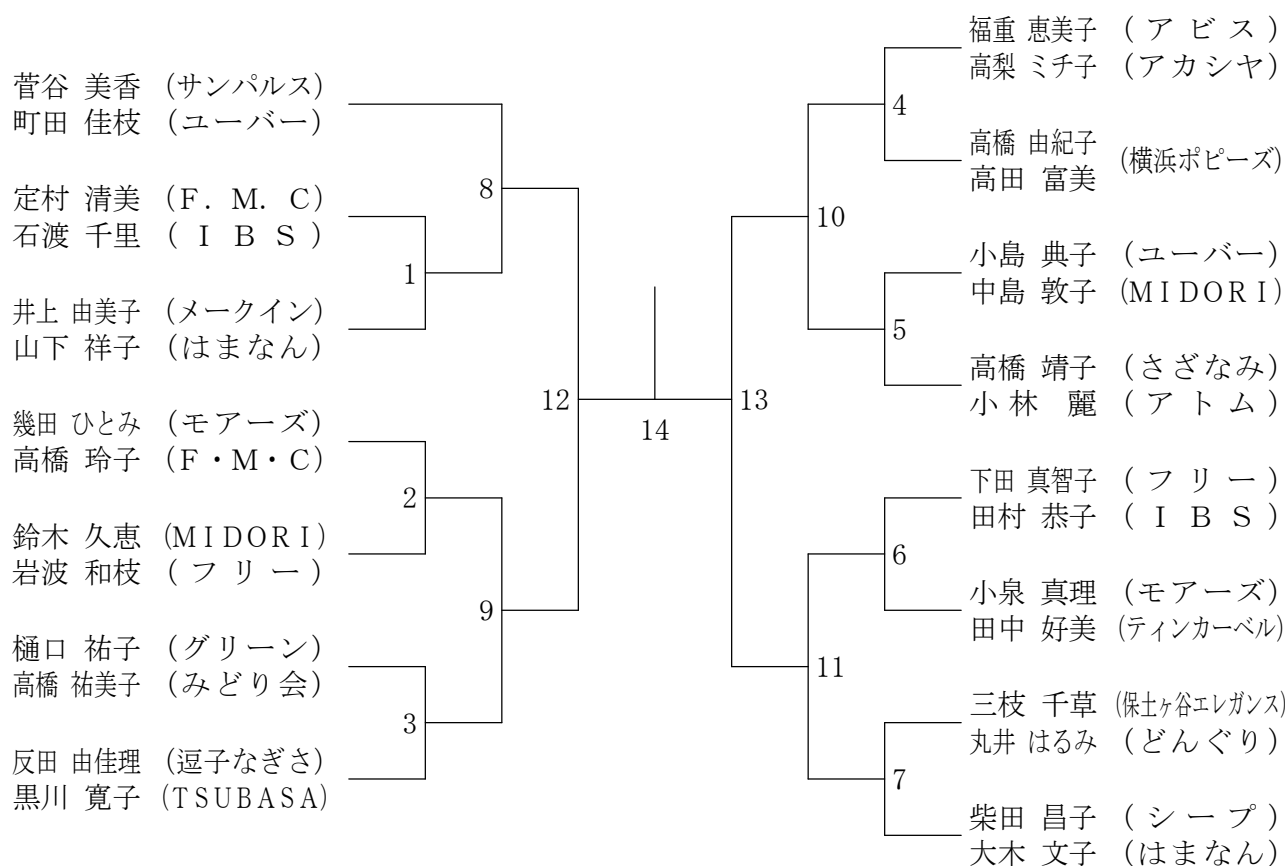 菅谷 美香 (サンパルス)
町田 佳枝 (ユーバー)
定村 清美 (F. M. C)
石渡 千里 (ＩＢＳ)
井上 由美子 (メークイン)
山下 祥子 (はまなん)
幾田 ひとみ (モアーズ)
高橋 玲子 (F・M・C)
鈴木 久恵 (MIDORI)
岩波 和枝 (フリー)
樋口 祐子 (グリーン)
高橋 祐美子 (みどり会)
反田 由佳理 (逗子なぎさ)
黒川 寛子 (TSUBASA)
8
1
2
9
3
12
14
13
福重 恵美子 (アビス)
高梨 ミチ子 (アカシヤ)
4
高橋 由紀子
高田 富美
(横浜ポピーズ)
10
小島 典子 (ユーバー)
中島 敦子 (MIDORI)
5
高橋 靖子 (さざなみ)
小林 麗 (アトム)
下田 真智子 (フリー)
田村 恭子 (ＩＢＳ)
6
小泉 真理 (モアーズ)
田中 好美 (ティンカーベル)
11
三枝 千草 (保土ヶ谷エレガンス)
丸井 はるみ (どんぐり)
7
柴田 昌子 (シープ)
大木 文子 (はまなん)